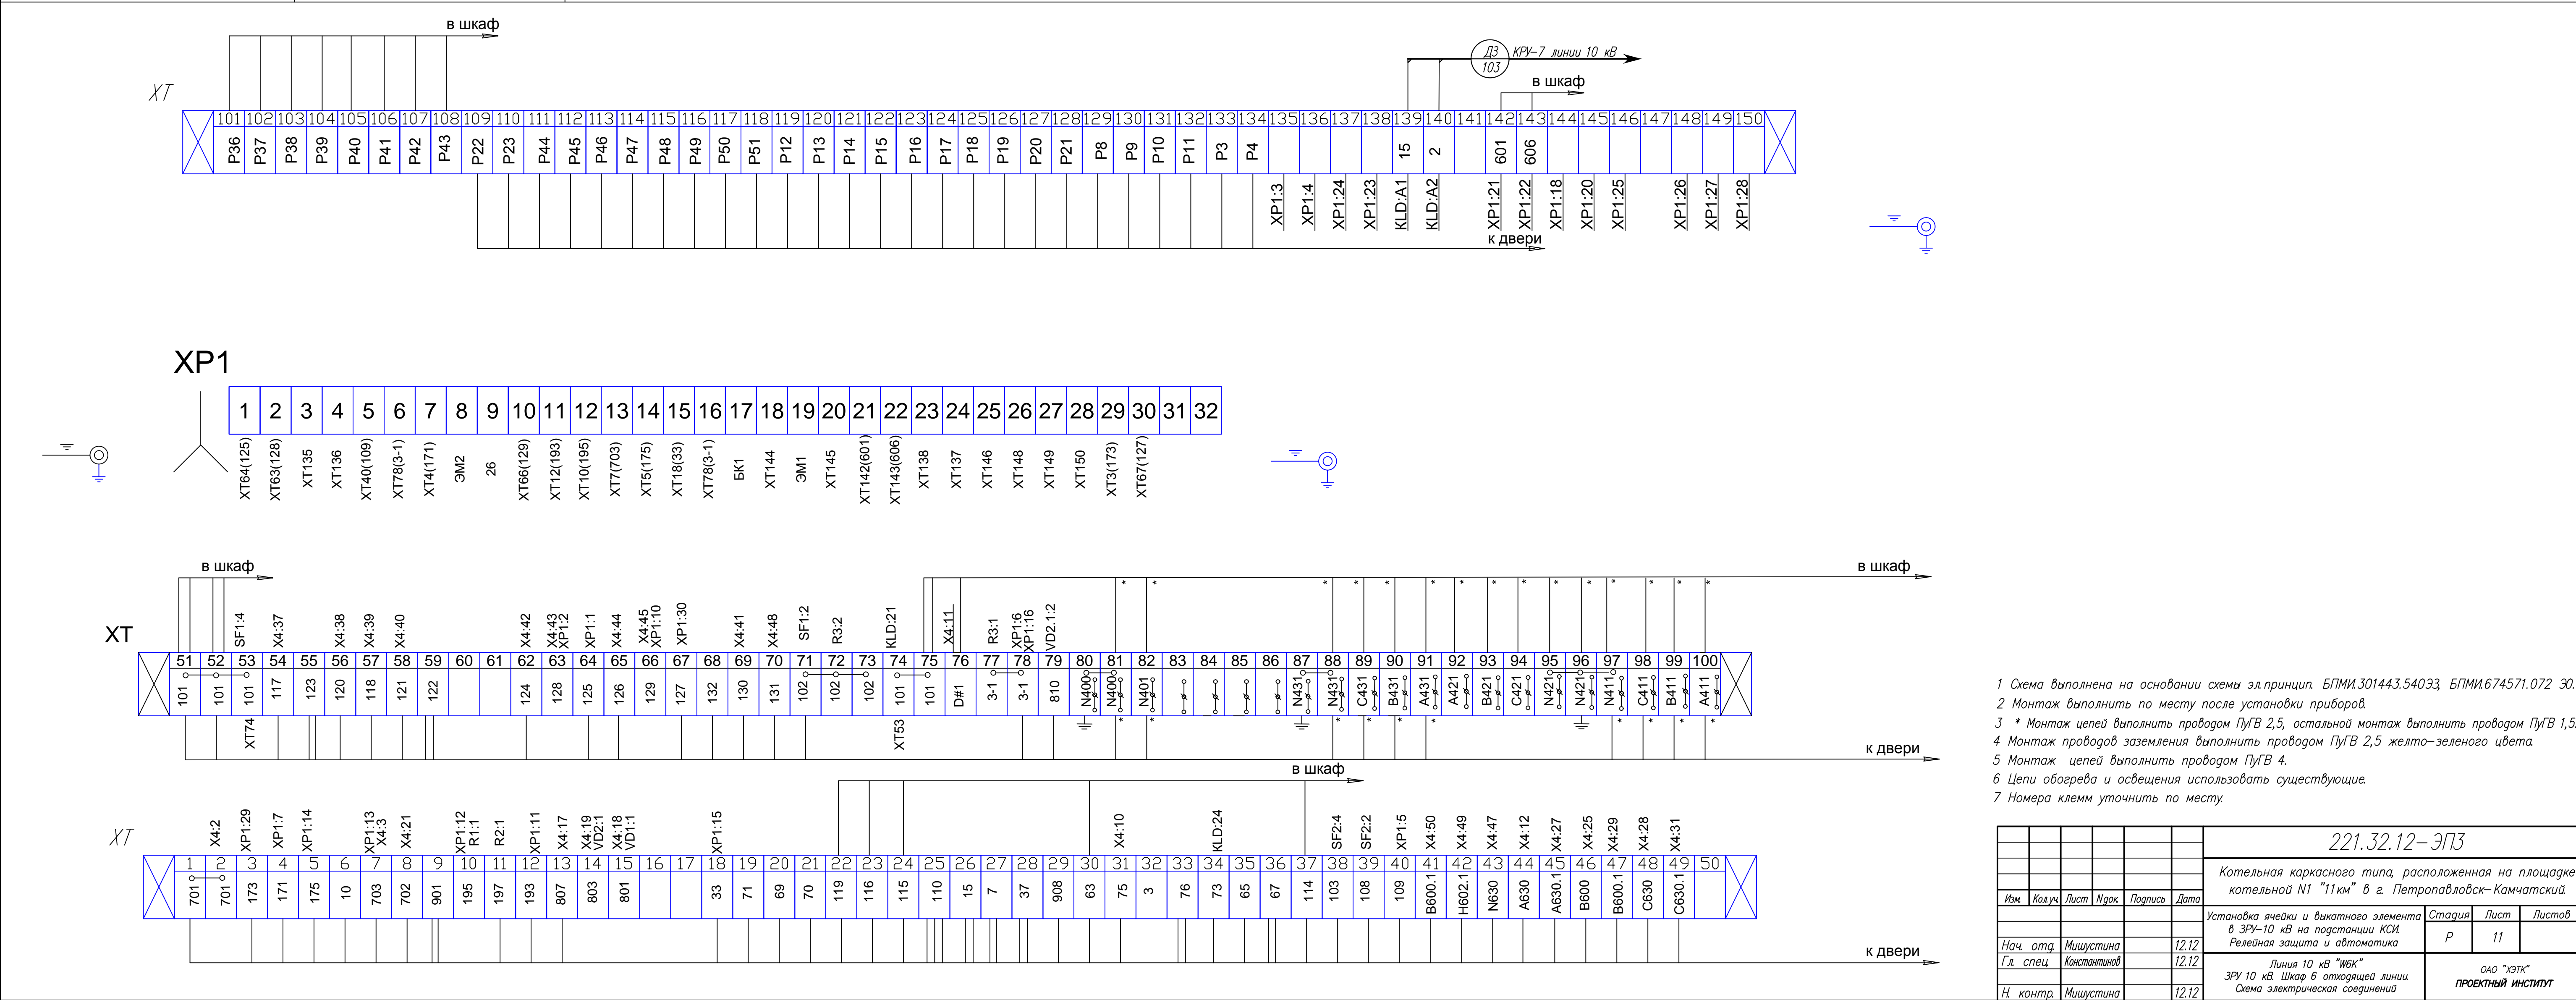 в шкаф
Д3
103
КРУ-7 линии 10 кВ
в шкаф
XT
101 102 103 104 105 106 107 108 109 110 111 112 113 114 115 116 117 118 119 120 121 122 123 124 125 126 127 128 129 130 131 132 133 134 135 136 137 138 139 140 141 142 143 144 145 146 147 148 149 150
P36 P37 P38 P39 P40 P41 P42 P43 P22 P23 P44 P45 P46 P47 P48 P49 P50 P51 P12 P13 P14 P15 P16 P17 P18 P19 P20 P21 P8 P9 P10 P11 P3 P4 15 2 601 606
XP1:3 XP1:4 XP1:24 XP1:23 KLD:A1 KLD:A2 XP1:21 XP1:22 XP1:18 XP1:20 XP1:25 XP1:26 XP1:27 XP1:28
к двери
XP1
1 2 3 4 5 6 7 8 9 10 11 12 13 14 15 16 17 18 19 20 21 22 23 24 25 26 27 28 29 30 31 32
XT64(125) XT63(128) XT135 XT136 XT40(109) XT78(3-1) XT4(171) ЭМ2 26 XT66(129) XT12(193) XT10(195) XT7(703) XT5(175) XT18(33) XT78(3-1) БК1 XT144 ЭМ1 XT145 XT142(601) XT143(606) XT138 XT137 XT146 XT148 XT149 XT150 XT3(173) XT67(127)
в шкаф
в шкаф
SF1:4 X4:37 X4:38 X4:39 X4:40 X4:42 X4:43 XP1:2 XP1:1 X4:44 X4:45 XP1:10 XP1:30 X4:41 X4:48 SF1:2 R3:2 KLD:21 X4:11 R3:1 XP1:6 XP1:16 VD2.1:2
* * * * * * * * * * * * * *
XT
51 52 53 54 55 56 57 58 59 60 61 62 63 64 65 66 67 68 69 70 71 72 73 74 75 76 77 78 79 80 81 82 83 84 85 86 87 88 89 90 91 92 93 94 95 96 97 98 99 100
101 101 101 117 123 120 118 121 122 124 128 125 126 129 127 132 130 131 102 102 102 101 101 D#1 3-1 3-1 810 N400 N400 N401 N431 N431 C431 B431 A431 A421 B421 C421 N421 N421 N411 C411 B411 A411
XT74 XT53
* * * * * * * * * *
к двери
в шкаф
X4:2 XP1:29 XP1:7 XP1:14 XP1:13 X4:3 X4:21 XP1:12 R1:1 R2:1 XP1:11 X4:17 X4:19 VD2:1 X4:18 VD1:1 XP1:15 X4:10 KLD:24 SF2:4 SF2:2 XP1:5 X4:50 X4:49 X4:47 X4:12 X4:27 X4:25 X4:29 X4:28 X4:31
XT
1 2 3 4 5 6 7 8 9 10 11 12 13 14 15 16 17 18 19 20 21 22 23 24 25 26 27 28 29 30 31 32 33 34 35 36 37 38 39 40 41 42 43 44 45 46 47 48 49 50
701 701 173 171 175 10 703 702 901 195 197 193 807 803 801 33 71 69 70 119 116 115 110 15 7 37 908 63 75 3 76 73 65 67 114 103 108 109 B600.1 H602.1 N630 A630 A630.1 B600 B600.1 C630 C630.1
к двери
1 Схема выполнена на основании схемы эл.принцип. БПМИ.301443.540ЭЗ, БПМИ.674571.072 ЭО.
2 Монтаж выполнить по месту после установки приборов.
3 * Монтаж цепей выполнить проводом ПуГВ 2,5, остальной монтаж выполнить проводом ПуГВ 1,5.
4 Монтаж проводов заземления выполнить проводом ПуГВ 2,5 желто-зеленого цвета.
5 Монтаж цепей выполнить проводом ПуГВ 4.
6 Цепи обогрева и освещения использовать существующие.
7 Номера клемм уточнить по месту.
221.32.12-ЭП3
Котельная каркасного типа, расположенная на площадке
котельной N1 "11км" в г. Петропавловск-Камчатский.
Изм. Кол.уч. Лист Nдок. Подпись Дата
Установка ячейки и выкатного элемента
в ЗРУ-10 кВ на подстанции КСИ.
Релейная защита и автоматика
Стадия Лист Листов
Р 11
Нач. отд. Мишустина 12.12
Гл. спец. Константинов 12.12
Н. контр. Мишустина 12.12
Линия 10 кВ "W6K"
ЗРУ 10 кВ. Шкаф 6 отходящей линии.
Схема электрическая соединений
ОАО "ХЭТК"
ПРОЕКТНЫЙ ИНСТИТУТ